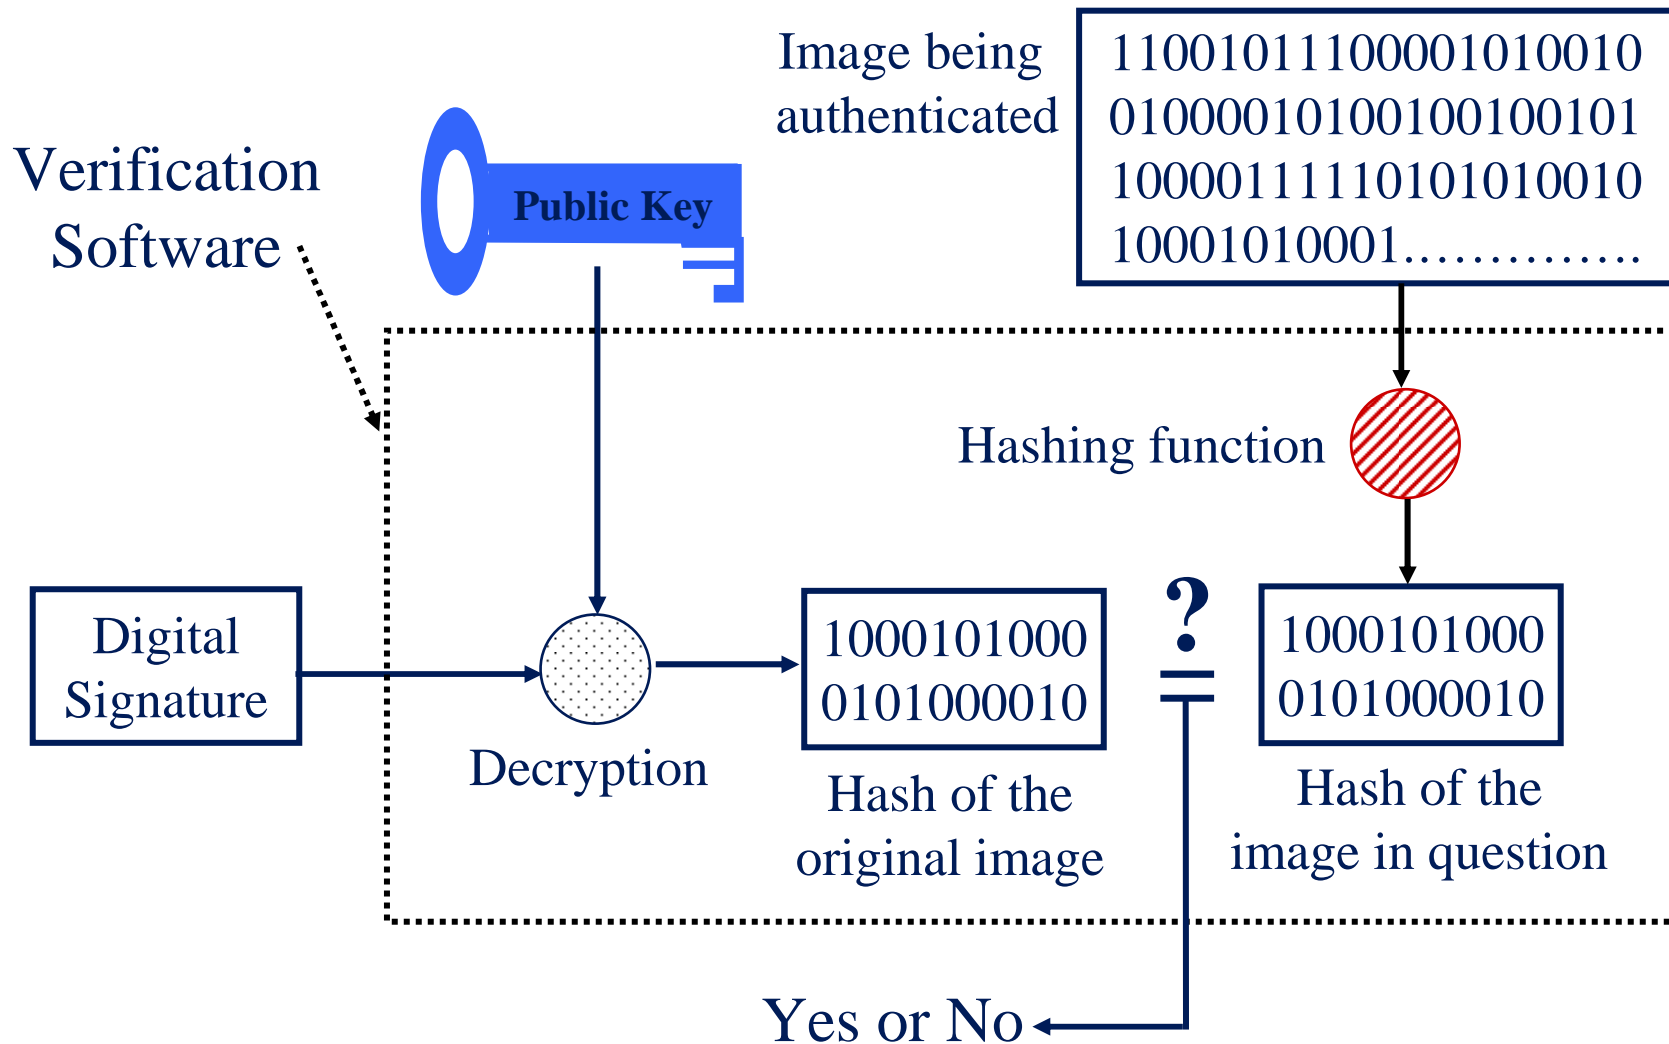 Image being
authenticated
11001011100001010010
01000010100100100101
10000111110101010010
10001010001..............
Verification
Software
Public Key
Hashing function
Digital
Signature
Decryption
1000101000
0101000010
Hash of the
original image
?
=
1000101000
0101000010
Hash of the
image in question
Yes or No